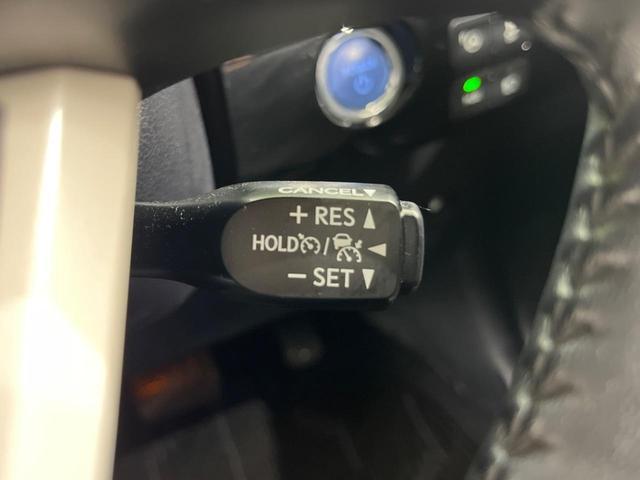 CANCEL▼
+ RES ▲
HOLD / ◀
− SET ▼